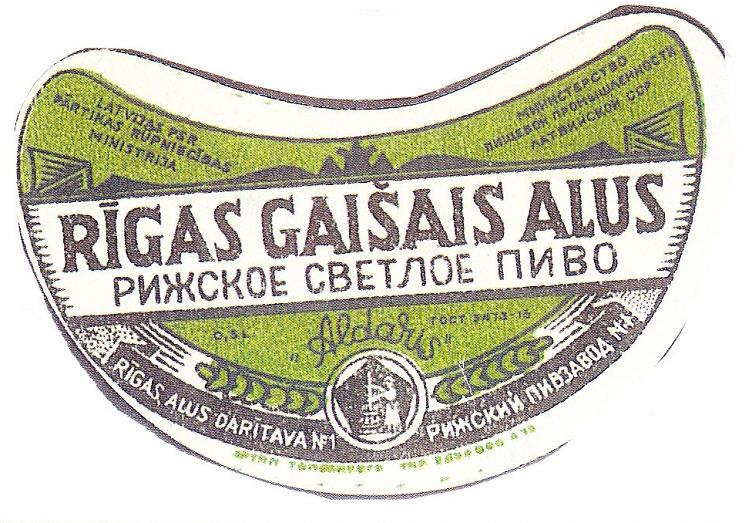 LATVIJAS PSR
PĀRTIKAS RŪPNIECĪBAS
MINISTRIJA
МИНИСТЕРСТВО
ПИЩЕВОЙ ПРОМЫШЛЕННОСТИ
ЛАТВИЙСКОЙ ССР
RĪGAS GAIŠAIS ALUS
РИЖСКОЕ СВЕТЛОЕ ПИВО
0,5 L
ГОСТ 3473-
"Aldaris"
RĪGAS ALUS DARĪTAVA №1
РИЖСКИЙ ПИВЗАВОД №1